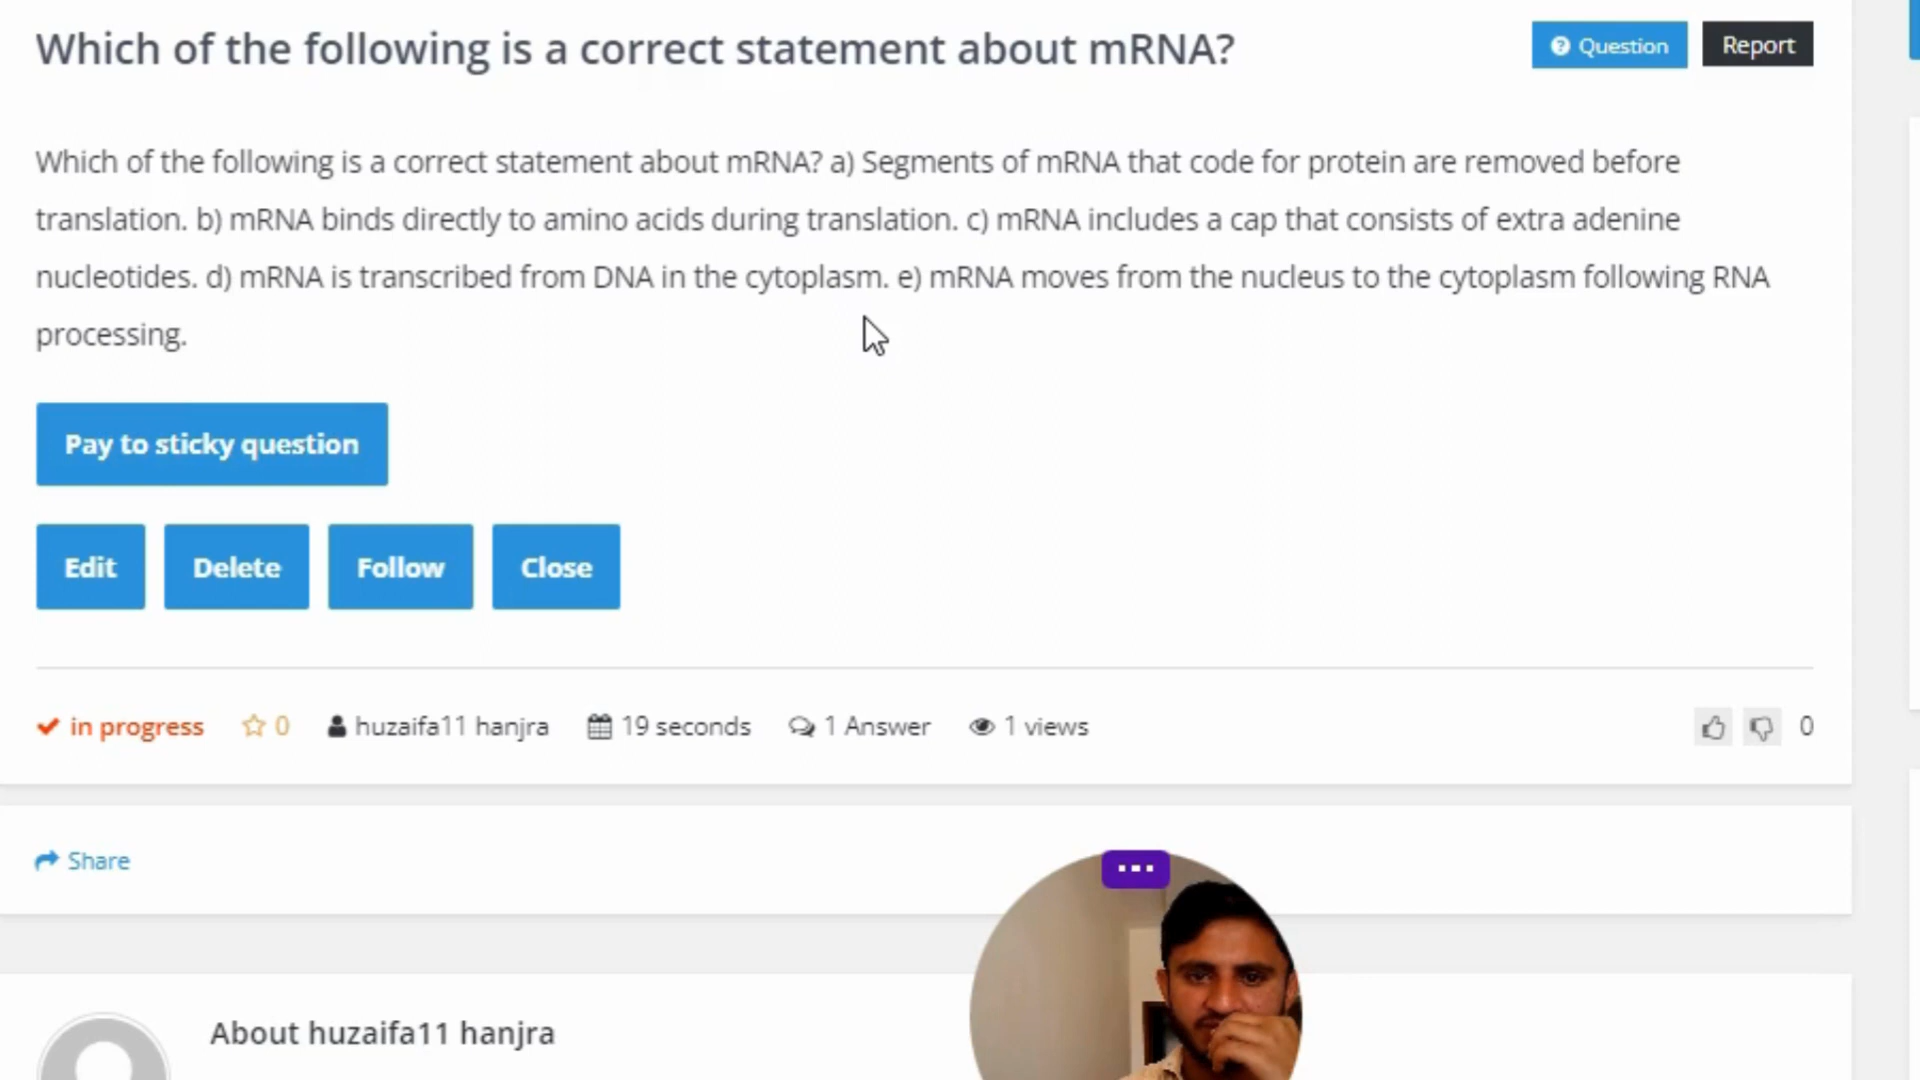 Which of the following is a correct statement about mRNA?
Question
Report
Which of the following is a correct statement about mRNA? a) Segments of mRNA that code for protein are removed before
translation. b) mRNA binds directly to amino acids during translation. c) mRNA includes a cap that consists of extra adenine
nucleotides. d) mRNA is transcribed from DNA in the cytoplasm. e) mRNA moves from the nucleus to the cytoplasm following RNA
processing.
Pay to sticky question
Edit
Delete
Follow
Close
in progress
0
huzaifa11 hanjra
19 seconds
1 Answer
1 views
0
Share
About huzaifa11 hanjra